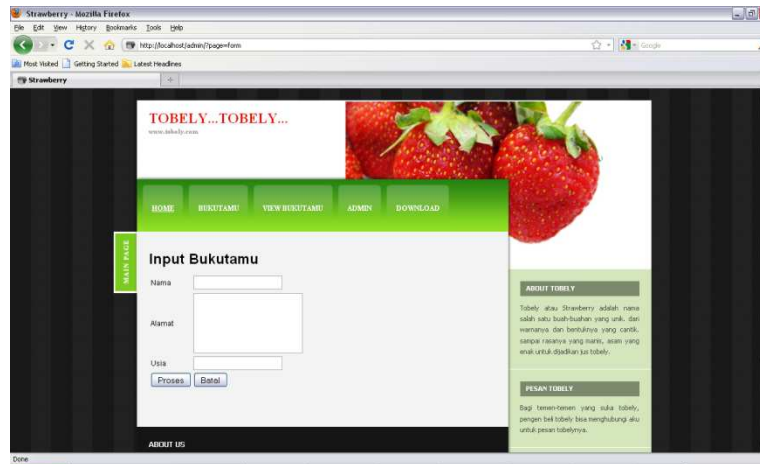 Strawberry - Mozilla Firefox
File Edit View History Bookmarks Tools Help
http://localhost/admin/?page=form
Google
Most Visited Getting Started Latest Headlines
Strawberry
TOBELY...TOBELY...
www.tobely.com
HOME BUKUTAMU VIEW BUKUTAMU ADMIN DOWNLOAD
MAIN PAGE
Input Bukutamu
Nama
Alamat
Usia
Proses Batal
ABOUT TOBELY
Tobely atau Strawberry adalah nama
salah satu buah-buahan yang unik. dari
warnanya dan bentuknya yang cantik.
sampai rasanya yang manis, asam yang
enak untuk dijadikan jus tobely.
PESAN TOBELY
Bagi temen-temen yang suka tobely,
pengen beli tobely bisa menghubungi aku
untuk pesan tobelynya.
ABOUT US
Done